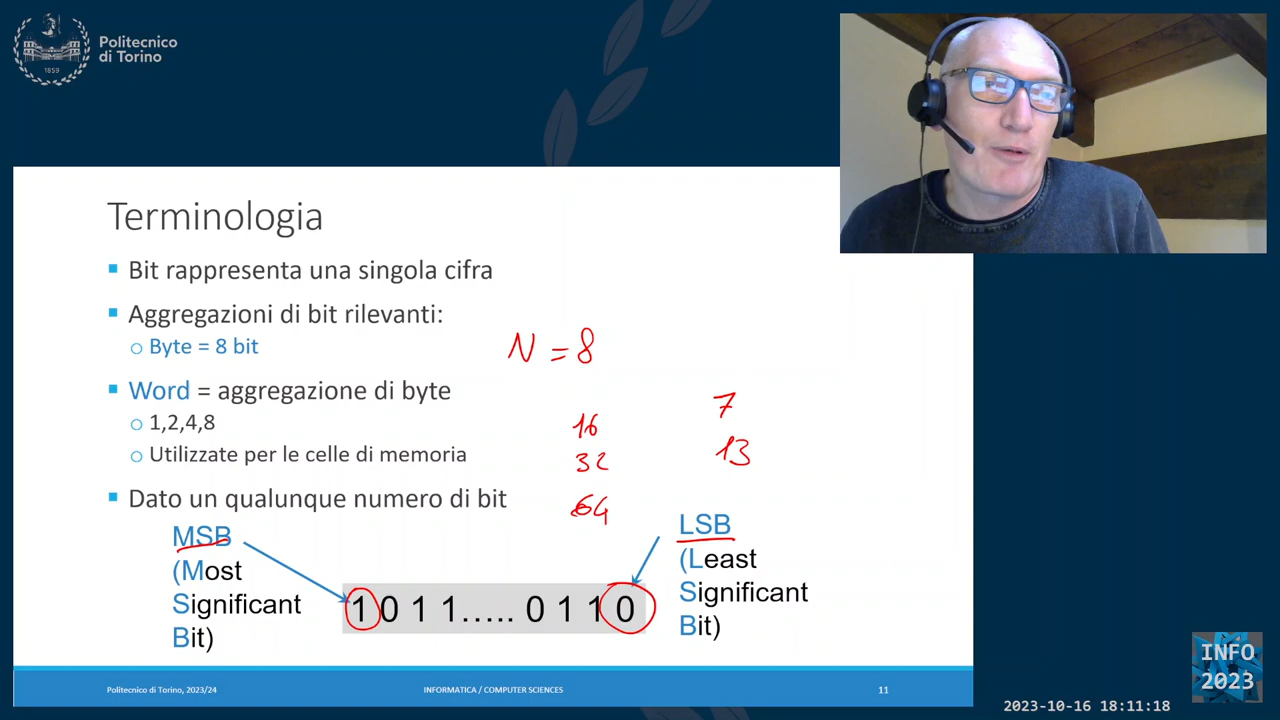 Politecnico
di Torino
1859
Terminologia
Bit rappresenta una singola cifra
Aggregazioni di bit rilevanti:
Byte = 8 bit
N = 8
Word = aggregazione di byte
1,2,4,8
Utilizzate per le celle di memoria
16
32
64
7
13
Dato un qualunque numero di bit
MSB
(Most
Significant
Bit)
1 0 1 1..... 0 1 1 0
LSB
(Least
Significant
Bit)
Politecnico di Torino, 2023/24
INFORMATICA / COMPUTER SCIENCES
11
INFO
2023
2023-10-16 18:11:18